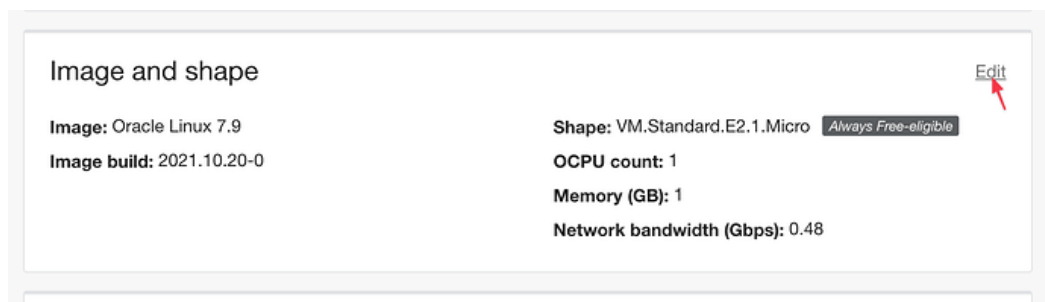 Image and shape
Edit
Image: Oracle Linux 7.9
Image build: 2021.10.20-0
Shape: VM.Standard.E2.1.Micro Always Free-eligible
OCPU count: 1
Memory (GB): 1
Network bandwidth (Gbps): 0.48